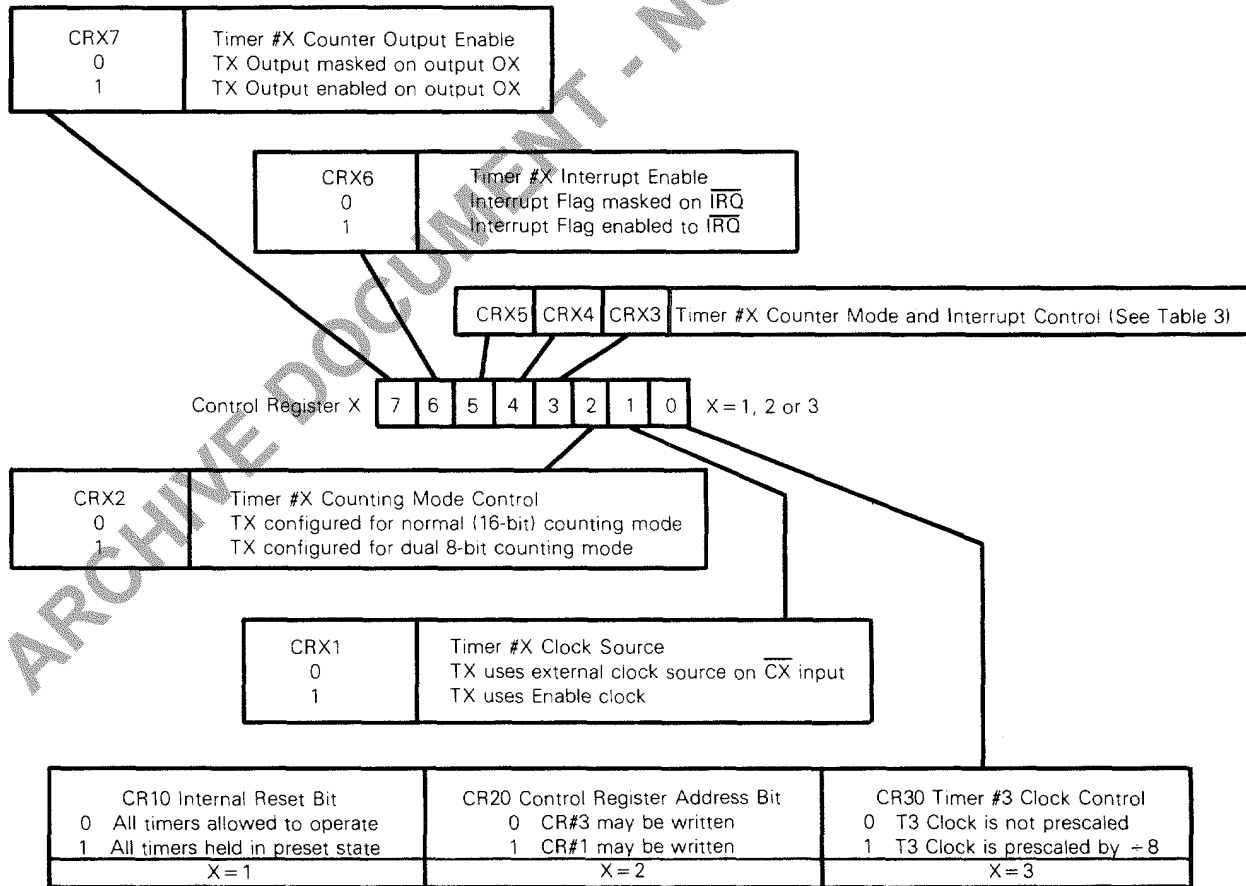 CRX7 Timer #X Counter Output Enable
0 TX Output masked on output OX
1 TX Output enabled on output OX
CRX6 Timer #X Interrupt Enable
0 Interrupt Flag masked on IRQ
1 Interrupt Flag enabled to IRQ
CRX5 CRX4 CRX3 Timer #X Counter Mode and Interrupt Control (See Table 3)
Control Register X 7 6 5 4 3 2 1 0 X = 1, 2 or 3
CRX2 Timer #X Counting Mode Control
0 TX configured for normal (16-bit) counting mode
1 TX configured for dual 8-bit counting mode
CRX1 Timer #X Clock Source
0 TX uses external clock source on CX input
1 TX uses Enable clock
CR10 Internal Reset Bit
0 All timers allowed to operate
1 All timers held in preset state
X = 1
CR20 Control Register Address Bit
0 CR#3 may be written
1 CR#1 may be written
X = 2
CR30 Timer #3 Clock Control
0 T3 Clock is not prescaled
1 T3 Clock is prescaled by ÷8
X = 3
ARCHIVE DOCUMENT -